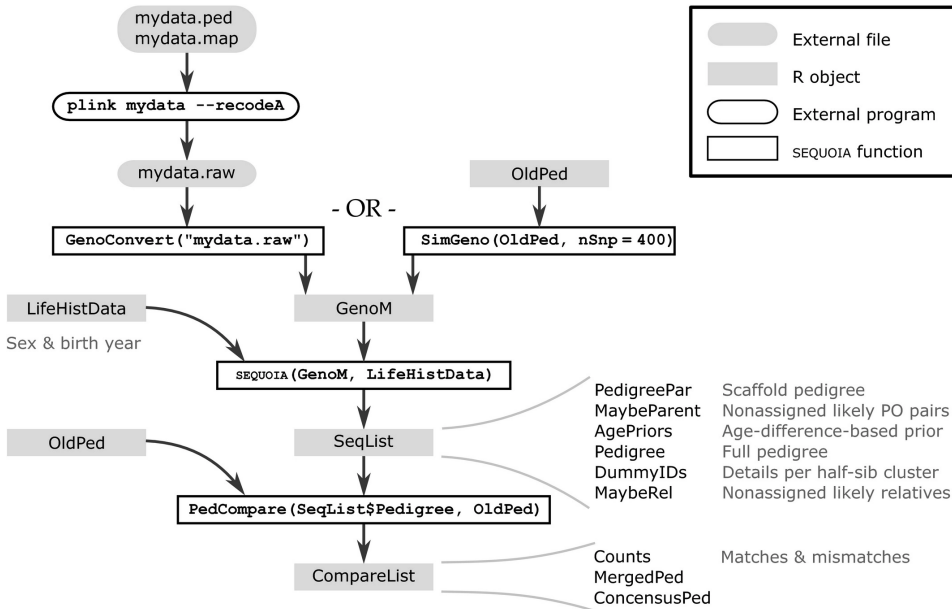 mydata.ped
mydata.map
plink mydata --recodeA
mydata.raw
- OR -
OldPed
GenoConvert("mydata.raw")
SimGeno(OldPed, nSnp = 400)
LifeHistData
Sex & birth year
GenoM
SEQUOIA(GenoM, LifeHistData)
OldPed
SeqList
PedigreePar Scaffold pedigree
MaybeParent Nonassigned likely PO pairs
AgePriors Age-difference-based prior
Pedigree Full pedigree
DummyIDs Details per half-sib cluster
MaybeRel Nonassigned likely relatives
PedCompare(SeqList$Pedigree, OldPed)
CompareList
Counts Matches & mismatches
MergedPed
ConcensusPed
External file
R object
External program
SEQUOIA function